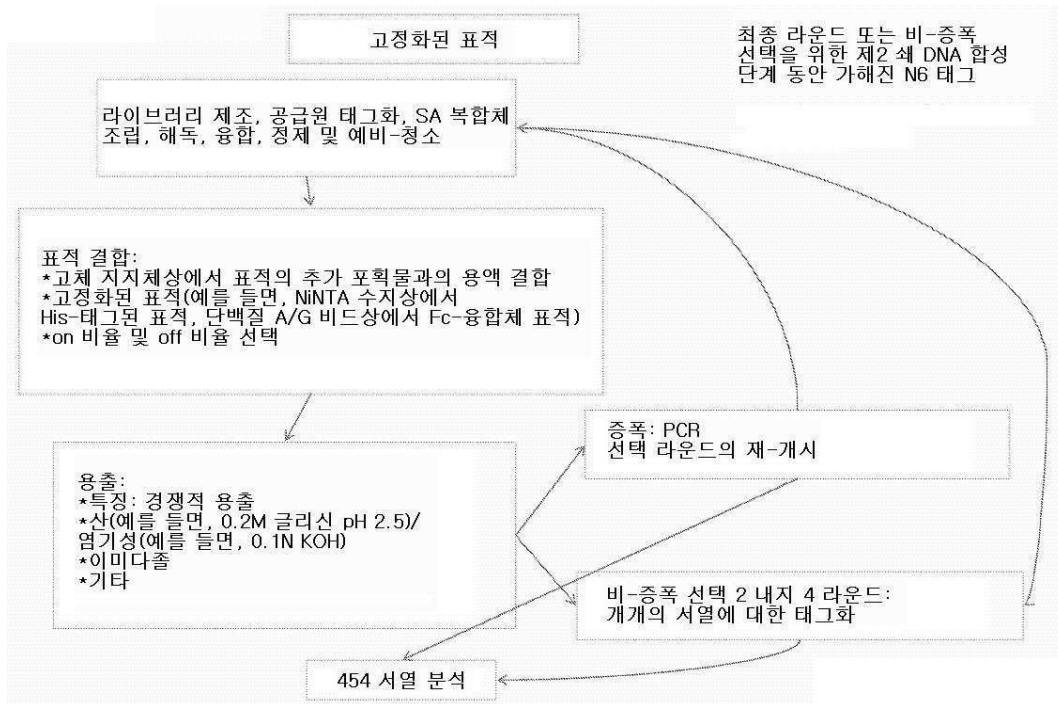 고정화된 표적
최종 라운드 또는 비-증폭
선택을 위한 제2 쇄 DNA 합성
단계 동안 가해진 N6 태그
라이브러리 제조, 공급원 태그화, SA 복합체
조립, 해독, 융합, 정제 및 예비-청소
표적 결합:
*고체 지지체상에서 표적의 추가 포획물과의 용액 결합
*고정화된 표적(예를 들면, NiNTA 수지상에서
His-태그된 표적, 단백질 A/G 비드상에서 Fc-융합체 표적)
*on 비율 및 off 비율 선택
증폭: PCR
선택 라운드의 재-개시
용출:
*특징: 경쟁적 용출
*산(예를 들면, 0.2M 글리신 pH 2.5)/
염기성(예를 들면, 0.1N KOH)
*이미다졸
*기타
비-증폭 선택 2 내지 4 라운드:
개개의 서열에 대한 태그화
454 서열 분석